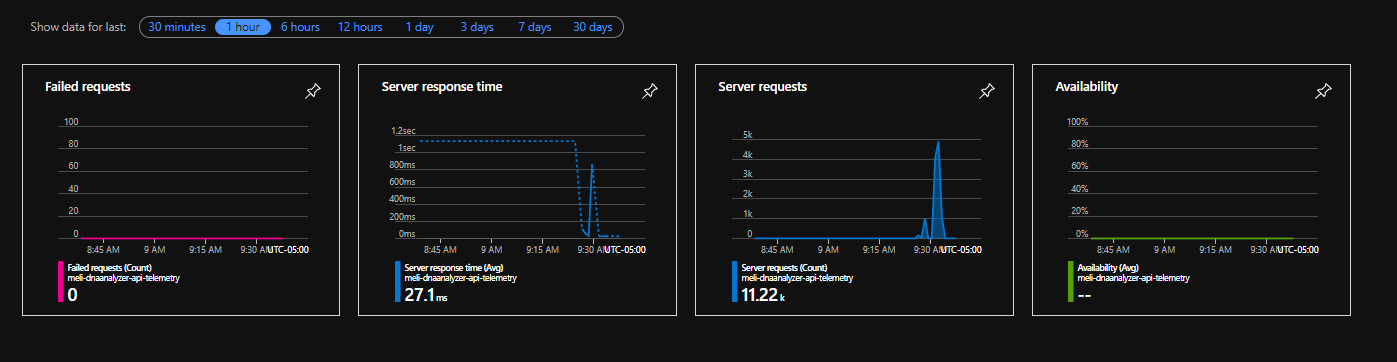 Show data for last: 30 minutes 1 hour 6 hours 12 hours 1 day 3 days 7 days 30 days
Failed requests
100
80
60
40
20
0
8:45 AM 9 AM 9:15 AM 9:30 AM UTC-05:00
Failed requests (Count)
meli-dnaanalyzer-api-telemetry
0
Server response time
1.2sec
1sec
800ms
600ms
400ms
200ms
0ms
8:45 AM 9 AM 9:15 AM 9:30 AM UTC-05:00
Server response time (Avg)
meli-dnaanalyzer-api-telemetry
27.1 ms
Server requests
5k
4k
3k
2k
1k
0
8:45 AM 9 AM 9:15 AM 9:30 AM UTC-05:00
Server requests (Count)
meli-dnaanalyzer-api-telemetry
11.22 k
Availability
100%
80%
60%
40%
20%
0%
8:45 AM 9 AM 9:15 AM 9:30 AM UTC-05:00
Availability (Avg)
meli-dnaanalyzer-api-telemetry
--